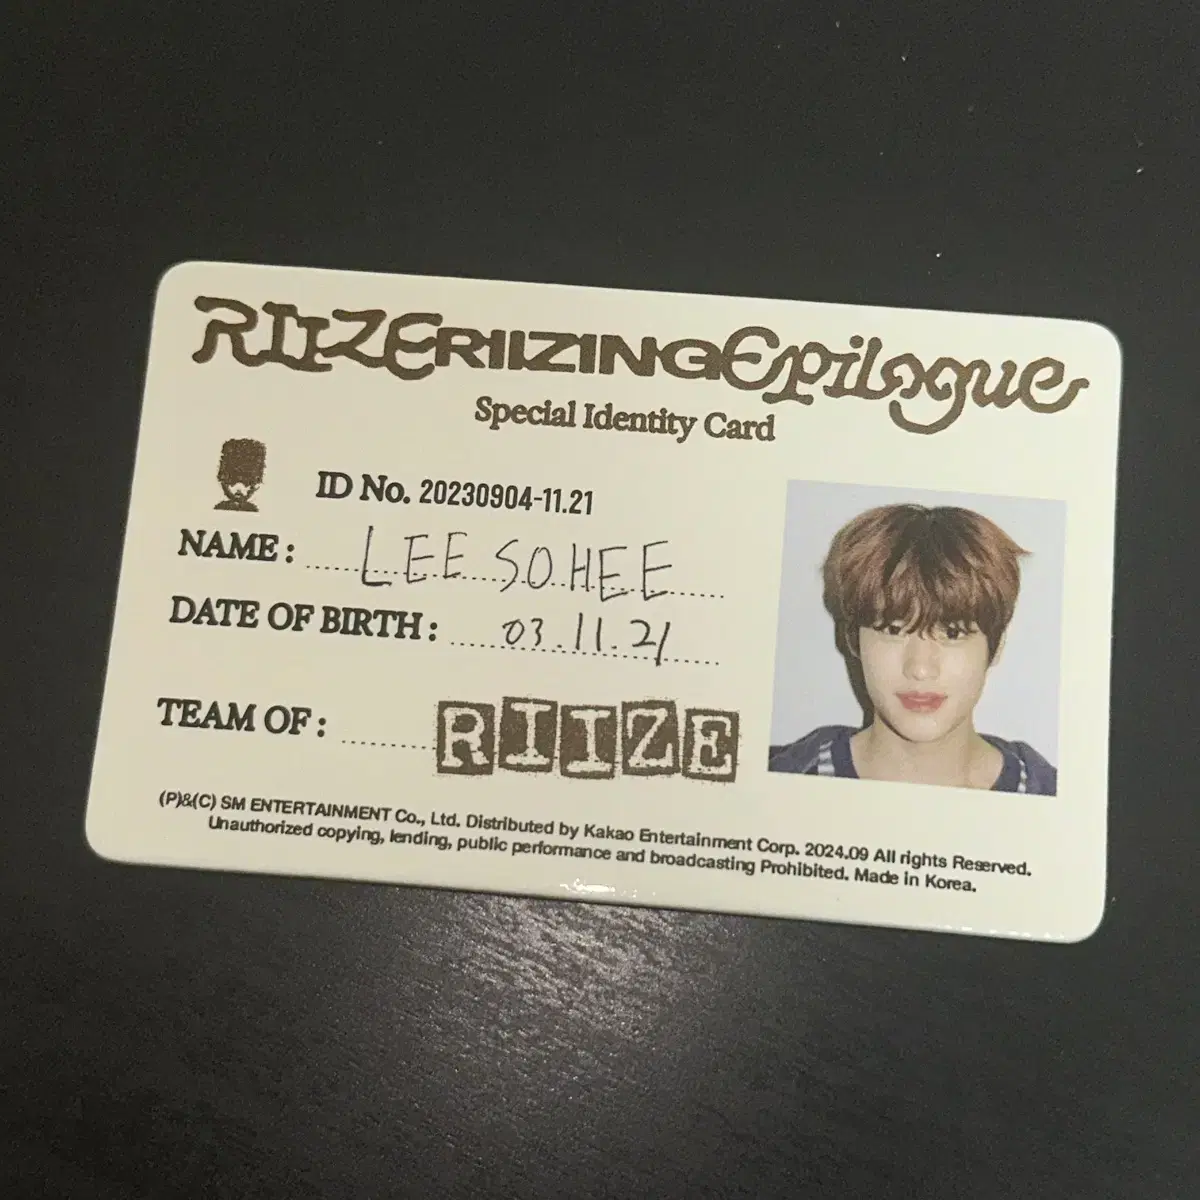 RIIZE RIIZING Epilogue
Special Identity Card
ID No. 20230904-11.21
NAME : LEE SOHEE
DATE OF BIRTH : 03.11.21
TEAM OF : RIIZE
(P)&(C) SM ENTERTAINMENT Co., Ltd. Distributed by Kakao Entertainment Corp. 2024.09 All rights Reserved.
Unauthorized copying, lending, public performance and broadcasting Prohibited. Made in Korea.